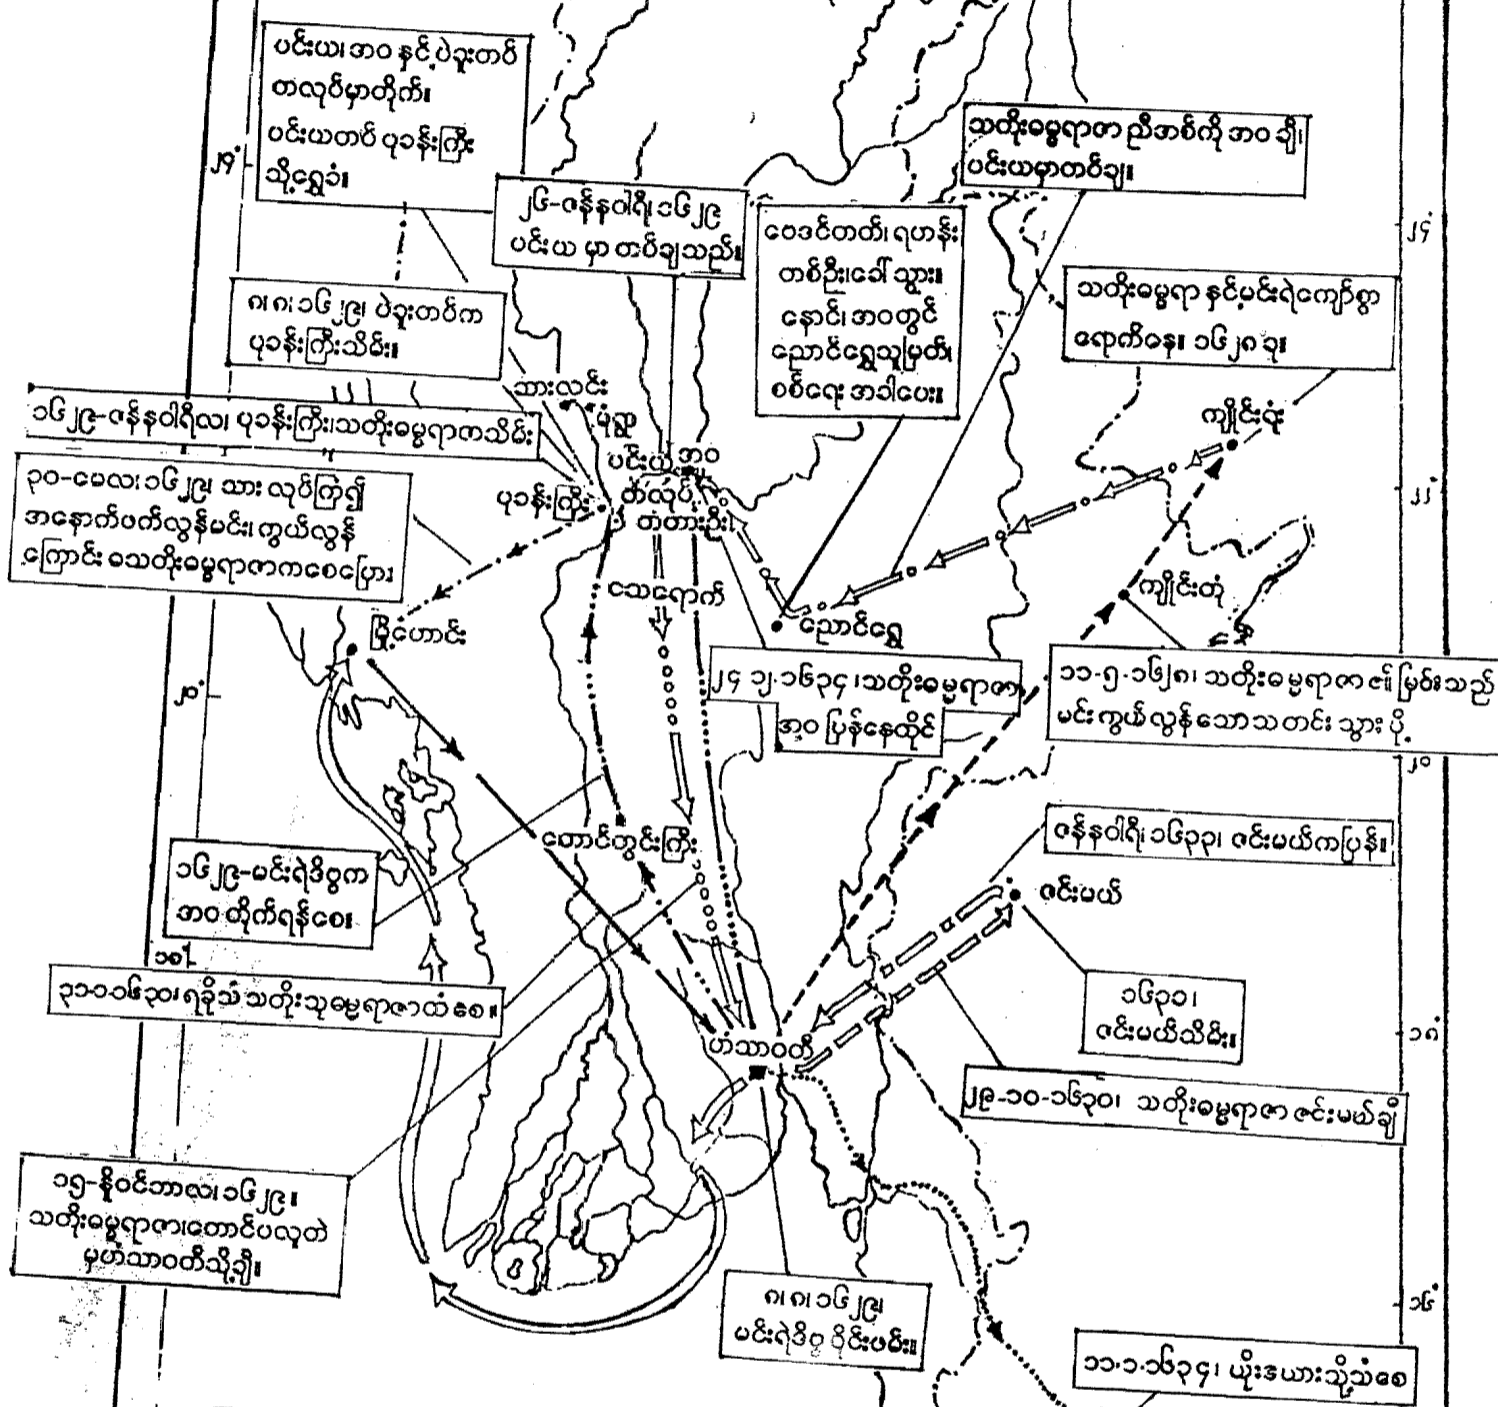 ပင်းယ၊ အဝ နှင့် ပဲခူးတပ်
တလုပ်မှာတိုက်။
ပင်းယတပ် ပုခန်းကြီး
သို့ရွှေ့ခံ။
၂၆-ဇန်နဝါရီ၊ ၁၆၂၉
ပင်းယ မှာ တပ်ချသည်။
ဗေဒင်တတ်၊ ရဟန်း
တစ်ဦး၊ ခေါ် သွား။
နောင်၊ အဝတွင်
ညောင်ရွှေသူမြတ်၊
စစ်ရေး အခါပေး။
သတိုးဓမ္မရာဇာ ညီအစ်ကို အဝ ချီ၊
ပင်းယမှာတပ်ချ။
သတိုးဓမ္မရာ နှင့် မင်းရဲကျော်စွာ
ရောက်နေ။ ၁၆၂၈ ခု။
၈၊ ၈၊ ၁၆၂၉၊ ပဲခူးတပ်က
ပုခန်းကြီးသိမ်း။
၁၆၂၉-ဇန်နဝါရီလ၊ ပုခန်းကြီး၊ သတိုးဓမ္မရာဇာသိမ်း
၃၀-မေလ၊ ၁၆၂၉၊ သား လုပ်ကြံ၍
အနောက်ဖက်လွန်မင်း၊ ကွယ်လွန်
ကြောင်း သတိုးဓမ္မရာဇာကစေပြော၊
သားလင်း
မုံရွာ
ပင်းယ
အဝ
တလုပ်
တံတားဦး
ပုခန်းကြီး
ကျိုင်းရုံး
ကျိုင်းတုံ
သေရောက်
မြို့ဟောင်း
ညောင်ရွှေ
၂၄ ၁၂ ၁၆၃၄၊ သတိုးဓမ္မရာဇာ
အဝ ပြန်နေထိုင်
၁၁-၅-၁၆၂၈၊ သတိုးဓမ္မရာဇာ ၏ မြစ်းသည်
မင်း ကွယ် လွန် သော သတင်း သွား ပို့
တောင်တွင်းကြီး
ဇန်နဝါရီ၊ ၁၆၃၃၊ ဇင်းမယ်ကပြန်။
ဇင်းမယ်
၁၆၂၉-မင်းရဲဒိဗ္ဗက
အဝ တိုက်ရန်စေ။
၃၁-၁-၁၆၃၀၊ ရခိုသံ သတိုးသုဓမ္မရာဇာထံ စေ။
၁၆၃၁၊
ဇင်းမယ်သိမ်း။
ဟံသာဝတီ
၂၉-၁၀-၁၆၃၀၊ သတိုးဓမ္မရာဇာ ဇင်းမယ်ချီ
၁၅-နိုဝင်ဘာလ၊ ၁၆၂၉။
သတိုးဓမ္မရာဇာ၊ တောင်ပလူတဲ
မှဟံသာဝတီသို့ချီ။
၈၊ ၈၊ ၁၆၂၉၊
မင်းရဲဒိဗ္ဗ ဝိုင်းဖမ်း။
၁၁-၁-၁၆၃၄၊ ယိုးဒယားသို့သံစေ
၂၄°
၂၀°
၁၈°
၂၄°
၂၂°
၂၀°
၁၈°
၁၆°